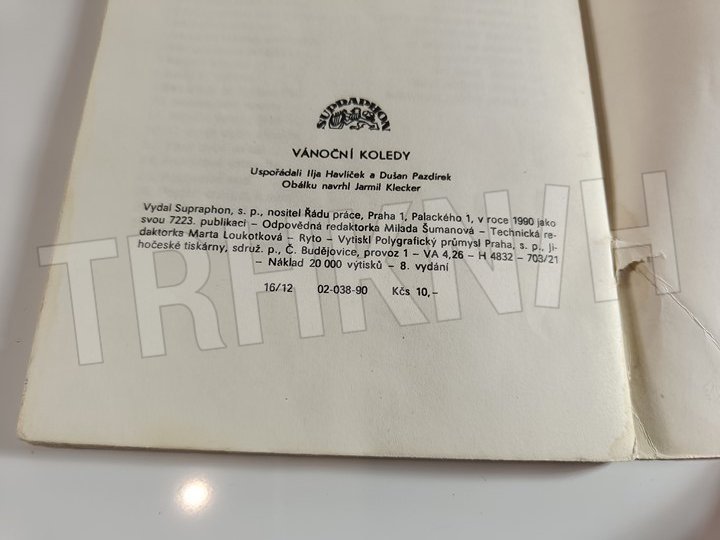 SUPRAPHON
VÁNOČNÍ KOLEDY
Uspořádali Ilja Havlíček a Dušan Pazdírek
Obálku navrhl Jarmil Klecker
Vydal Supraphon, s. p., nositel Řádu práce, Praha 1, Palackého 1, v roce 1990 jako
svou 7223. publikaci – Odpovědná redaktorka Milada Šumanová – Technická re-
daktorka Marta Loukotková – Ryto – Vytiskl Polygrafický průmysl Praha, s. p., Ji-
hočeské tiskárny, sdruž. p., Č. Budějovice, provoz 1 – VA 4,26 – H 4832 – 703/21
– Náklad 20 000 výtisků – 8. vydání
16/12 02-038-90 Kčs 10,–
TRHKNIH